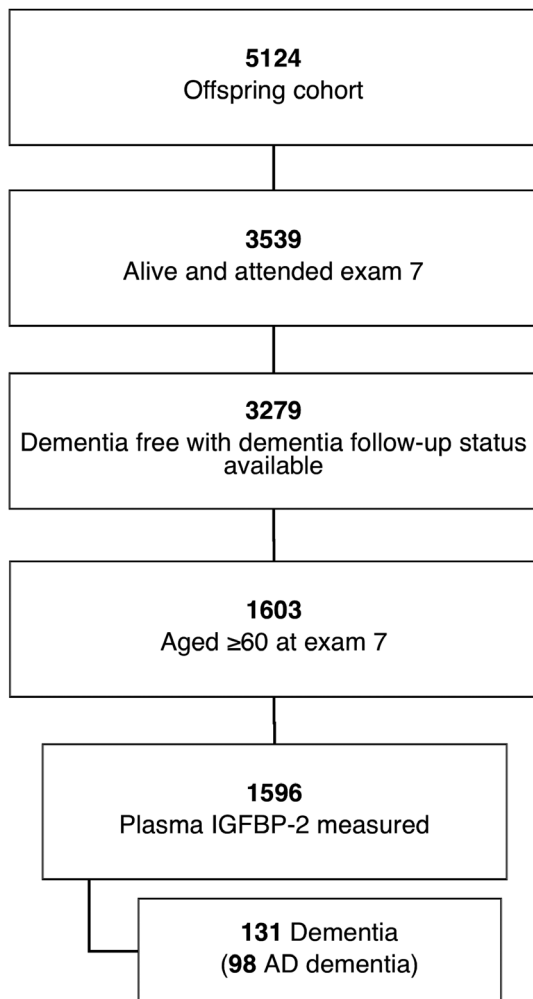 5124
Offspring cohort
3539
Alive and attended exam 7
3279
Dementia free with dementia follow-up status
available
1603
Aged ≥60 at exam 7
1596
Plasma IGFBP-2 measured
131 Dementia
(98 AD dementia)